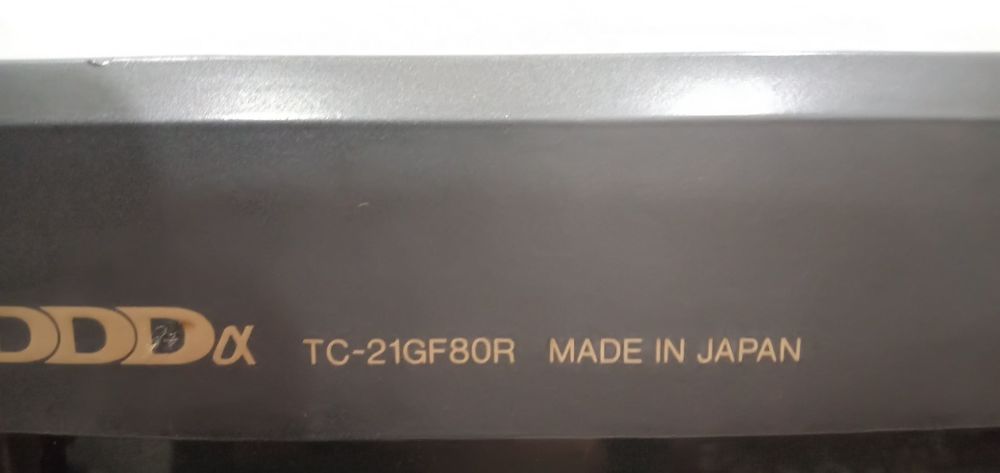 DDDα TC-21GF80R MADE IN JAPAN